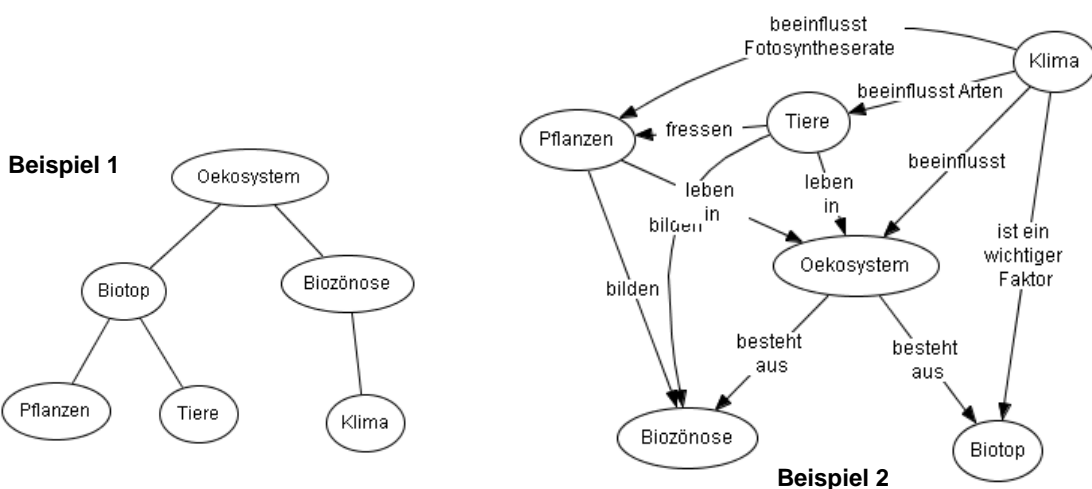 Beispiel 1
Oekosystem
Biotop
Biozönose
Pflanzen
Tiere
Klima
beeinflusst
Fotosyntheserate
Klima
beeinflusst Arten
Tiere
fressen
Pflanzen
beeinflusst
leben
in
leben
in
bilden
ist ein
wichtiger
Faktor
Oekosystem
bilden
besteht
aus
besteht
aus
Biozönose
Biotop
Beispiel 2